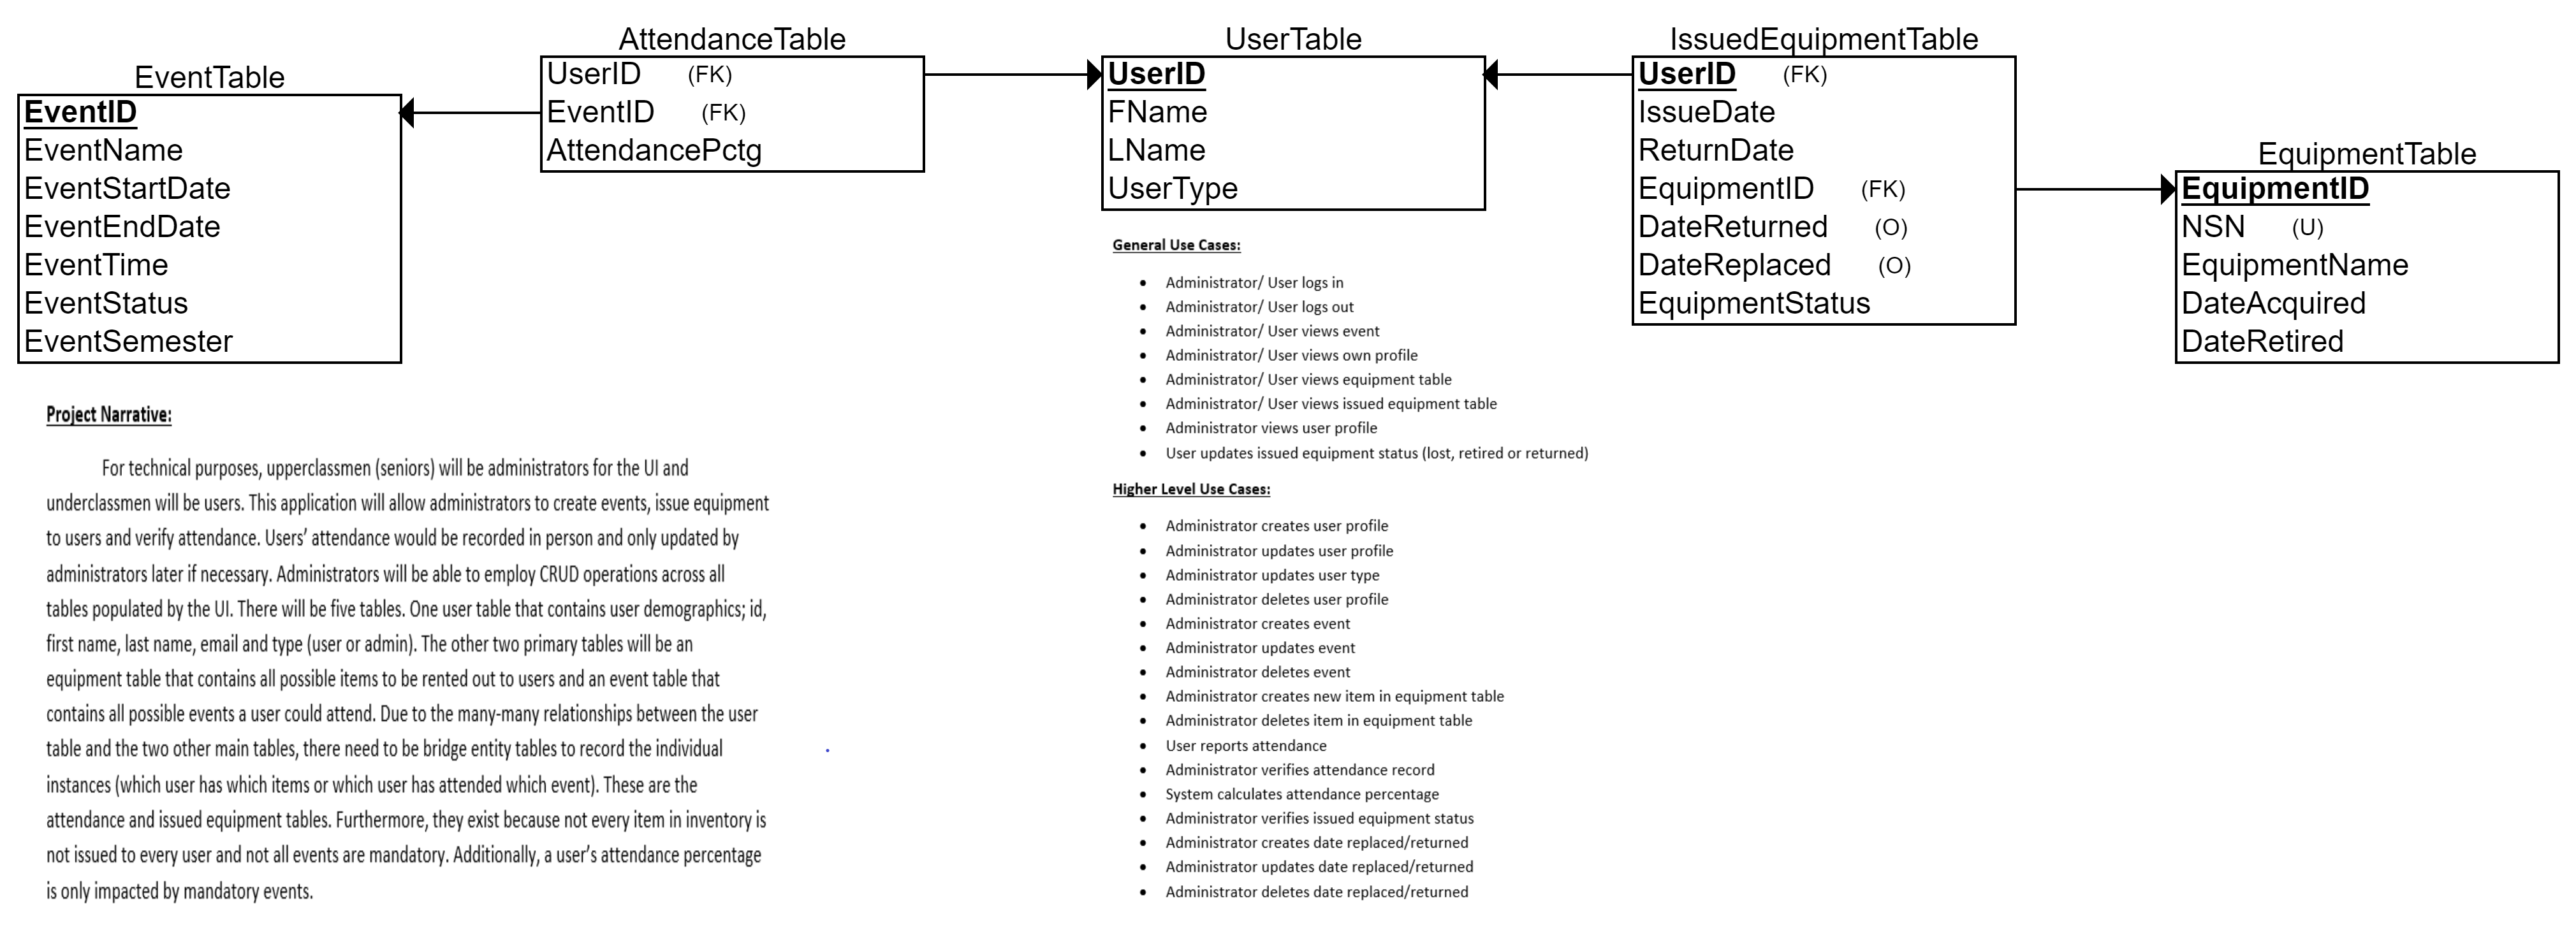 EventTable
EventID
EventName
EventStartDate
EventEndDate
EventTime
EventStatus
EventSemester
AttendanceTable
UserID (FK)
EventID (FK)
AttendancePctg
UserTable
UserID
FName
LName
UserType
IssuedEquipmentTable
UserID (FK)
IssueDate
ReturnDate
EquipmentID (FK)
DateReturned (O)
DateReplaced (O)
EquipmentStatus
EquipmentTable
EquipmentID
NSN (U)
EquipmentName
DateAcquired
DateRetired
Project Narrative:
For technical purposes, upperclassmen (seniors) will be administrators for the UI and
underclassmen will be users. This application will allow administrators to create events, issue equipment
to users and verify attendance. Users’ attendance would be recorded in person and only updated by
administrators later if necessary. Administrators will be able to employ CRUD operations across all
tables populated by the UI. There will be five tables. One user table that contains user demographics; id,
first name, last name, email and type (user or admin). The other two primary tables will be an
equipment table that contains all possible items to be rented out to users and an event table that
contains all possible events a user could attend. Due to the many-many relationships between the user
table and the two other main tables, there need to be bridge entity tables to record the individual
instances (which user has which items or which user has attended which event). These are the
attendance and issued equipment tables. Furthermore, they exist because not every item in inventory is
not issued to every user and not all events are mandatory. Additionally, a user’s attendance percentage
is only impacted by mandatory events.
General Use Cases:
• Administrator/ User logs in
• Administrator/ User logs out
• Administrator/ User views event
• Administrator/ User views own profile
• Administrator/ User views equipment table
• Administrator/ User views issued equipment table
• Administrator views user profile
• User updates issued equipment status (lost, retired or returned)
Higher Level Use Cases:
• Administrator creates user profile
• Administrator updates user profile
• Administrator updates user type
• Administrator deletes user profile
• Administrator creates event
• Administrator updates event
• Administrator deletes event
• Administrator creates new item in equipment table
• Administrator deletes item in equipment table
• User reports attendance
• Administrator verifies attendance record
• System calculates attendance percentage
• Administrator verifies issued equipment status
• Administrator creates date replaced/returned
• Administrator updates date replaced/returned
• Administrator deletes date replaced/returned